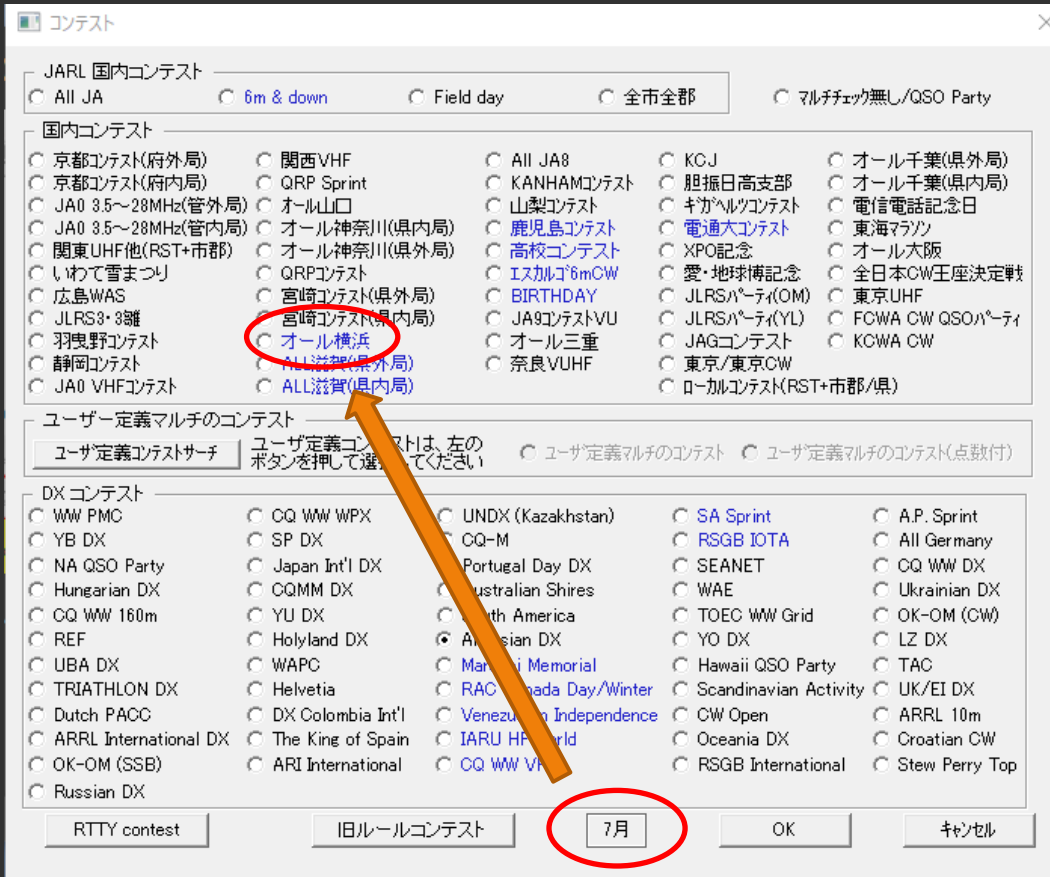 コンテスト
JARL 国内コンテスト
All JA 6m & down Field day 全市全郡 マルチチェック無し/QSO Party
国内コンテスト
京都コンテスト(府外局) 関西VHF All JA8 KCJ オール千葉(県外局)
京都コンテスト(府内局) QRP Sprint KANHAMコンテスト 胆振日高支部 オール千葉(県内局)
JA0 3.5～28MHz(管外局) オール山口 山梨コンテスト ギガヘルツコンテスト 電信電話記念日
JA0 3.5～28MHz(管内局) オール神奈川(県内局) 鹿児島コンテスト 電通大コンテスト 東海マラソン
関東UHF他(RST+市郡) オール神奈川(県外局) 高校コンテスト XPO記念 オール大阪
いわて雪まつり QRPコンテスト エスカルゴ6mCW 愛・地球博記念 全日本CW王座決定戦
広島WAS 宮崎コンテスト(県外局) BIRTHDAY JLRSパーティ(OM) 東京UHF
JLRS3・3雛 宮崎コンテスト(県内局) JA9コンテストVU JLRSパーティ(YL) FCWA CW QSOパーティ
羽曳野コンテスト オール横浜 オール三重 JAGコンテスト KCWA CW
静岡コンテスト ALL滋賀(県外局) 奈良VUHF 東京/東京CW
JA0 VHFコンテスト ALL滋賀(県内局) ローカルコンテスト(RST+市郡/県)
ユーザー定義マルチのコンテスト
ユーザ定義コンテストサーチ ユーザ定義コンテストは、左の
ボタンを押して選択してください ユーザ定義マルチのコンテスト ユーザ定義マルチのコンテスト(点数付)
DX コンテスト
WW PMC CQ WW WPX UNDX (Kazakhstan) SA Sprint A.P. Sprint
YB DX SP DX CQ-M RSGB IOTA All Germany
NA QSO Party Japan Int'l DX Portugal Day DX SEANET CQ WW DX
Hungarian DX CQMM DX Australian Shires WAE Ukrainian DX
CQ WW 160m YU DX South America TOEC WW Grid OK-OM (CW)
REF Holyland DX All Asian DX YO DX LZ DX
UBA DX WAPC Marconi Memorial Hawaii QSO Party TAC
TRIATHLON DX Helvetia RAC Canada Day/Winter Scandinavian Activity UK/EI DX
Dutch PACC DX Colombia Int'l Venezuelan Independence CW Open ARRL 10m
ARRL International DX The King of Spain IARU HF World Oceania DX Croatian CW
OK-OM (SSB) ARI International CQ WW VHF RSGB International Stew Perry Top
Russian DX
RTTY contest 旧ルールコンテスト 7月 OK キャンセル